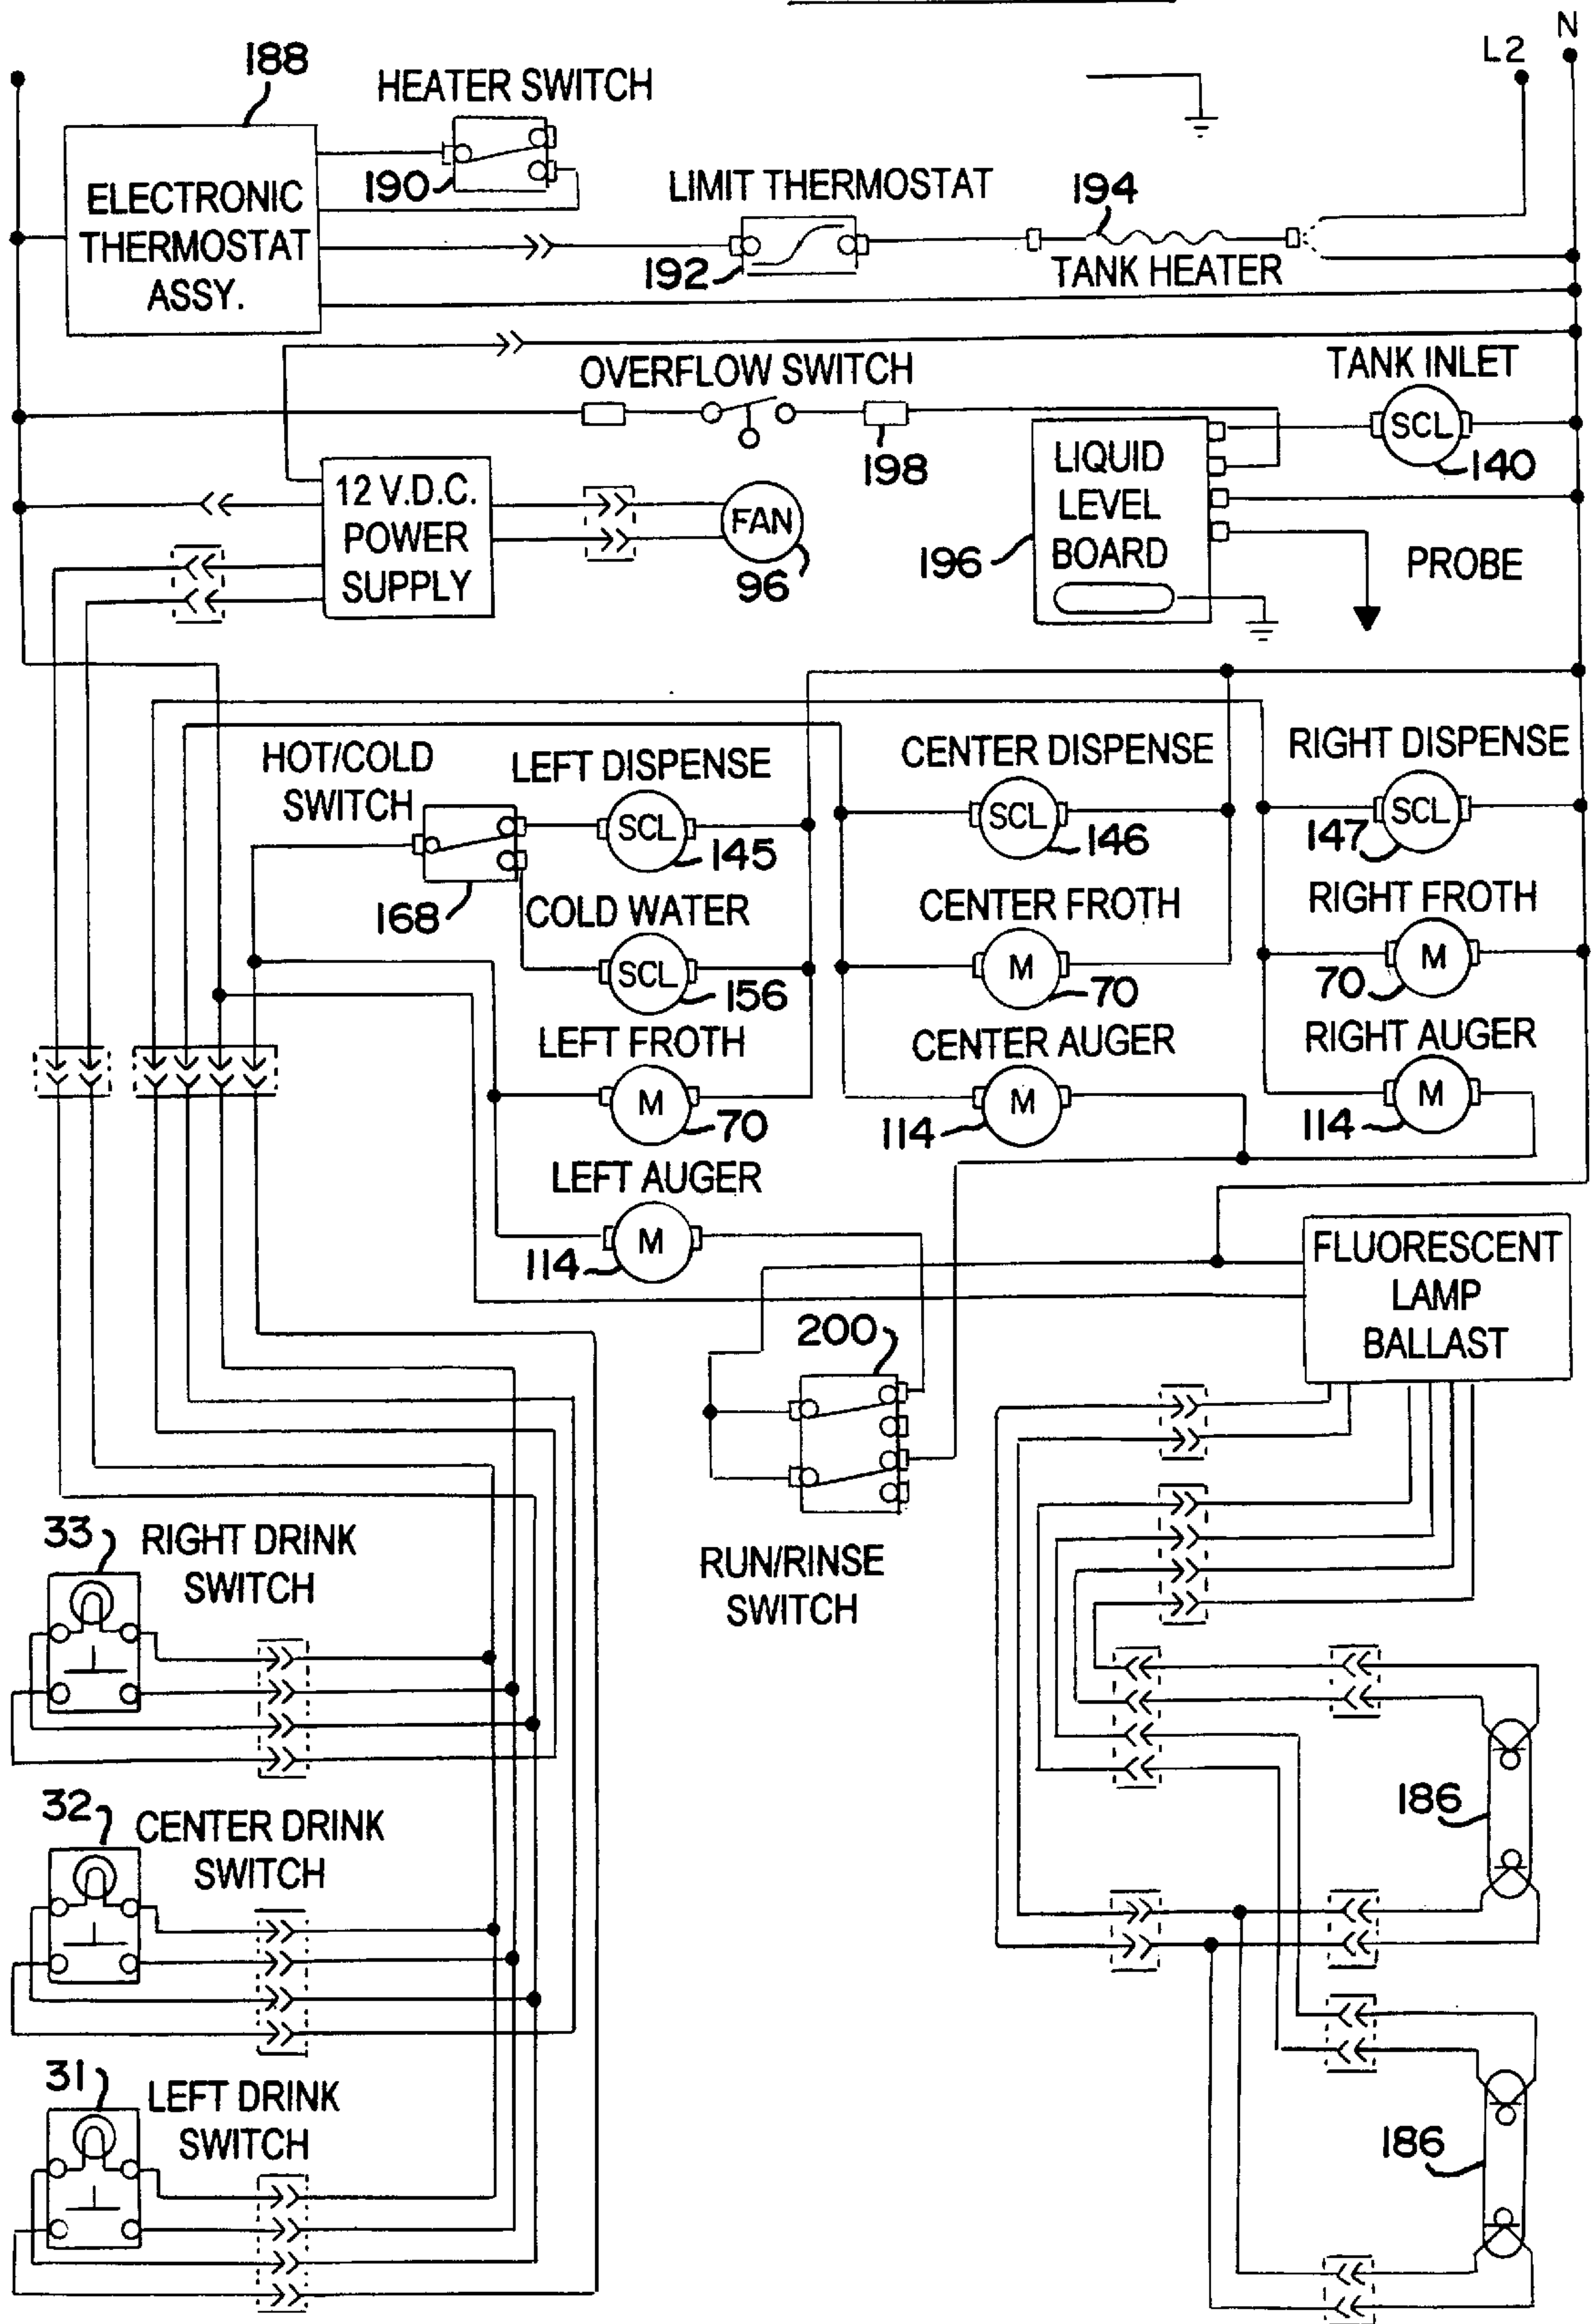 N
L2
188
HEATER SWITCH
190
ELECTRONIC
THERMOSTAT
ASSY.
LIMIT THERMOSTAT
192
194
TANK HEATER
OVERFLOW SWITCH
198
TANK INLET
SCL
140
12 V.D.C.
POWER
SUPPLY
FAN
96
LIQUID
LEVEL
BOARD
196
PROBE
HOT/COLD
SWITCH
168
LEFT DISPENSE
SCL
145
COLD WATER
SCL
156
LEFT FROTH
M
70
LEFT AUGER
M
114
CENTER DISPENSE
SCL
146
CENTER FROTH
M
70
CENTER AUGER
M
114
RIGHT DISPENSE
SCL
147
RIGHT FROTH
M
70
RIGHT AUGER
M
114
FLUORESCENT
LAMP
BALLAST
200
RUN/RINSE
SWITCH
33
RIGHT DRINK
SWITCH
32
CENTER DRINK
SWITCH
31
LEFT DRINK
SWITCH
186
186